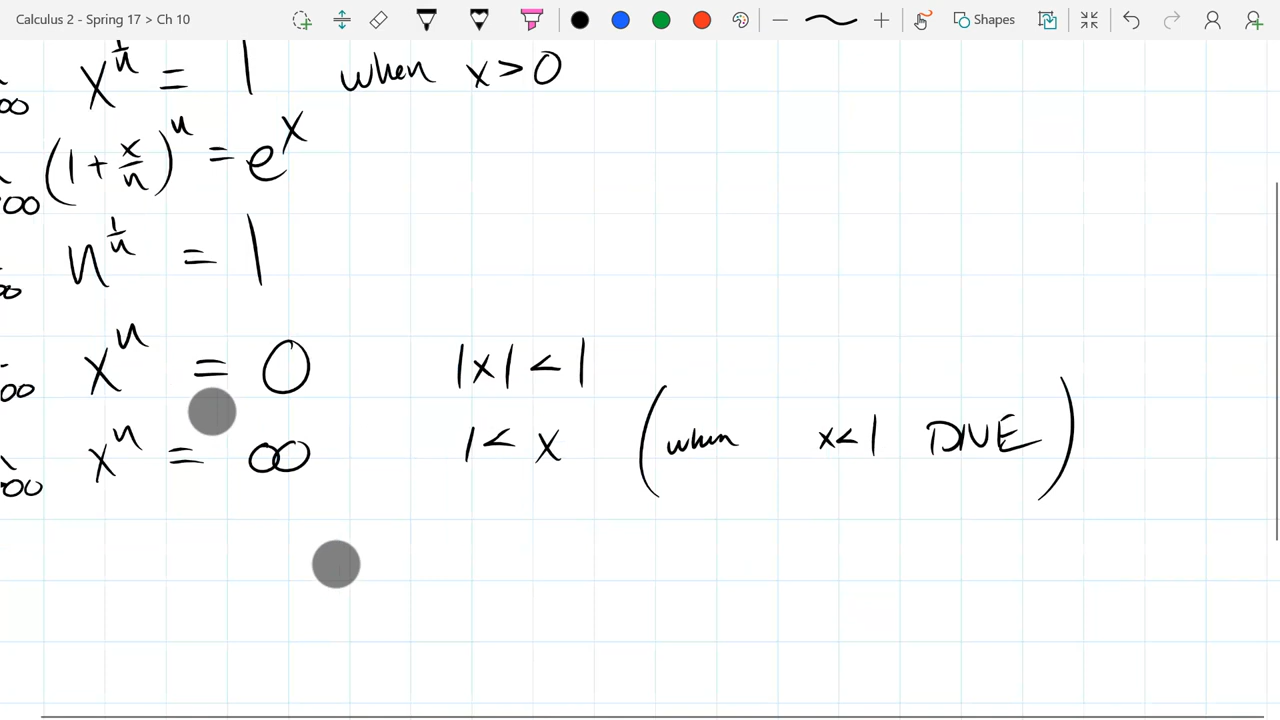 Calculus 2 - Spring 17 > Ch 10
Shapes
x^{1/n} = 1 when x > 0
∞
(1 + x/n)^n = e^x
∞
n^{1/n} = 1
∞
x^n = 0 |x| < 1
∞
x^n = ∞ 1 < x (when x < 1 DIVE)
∞